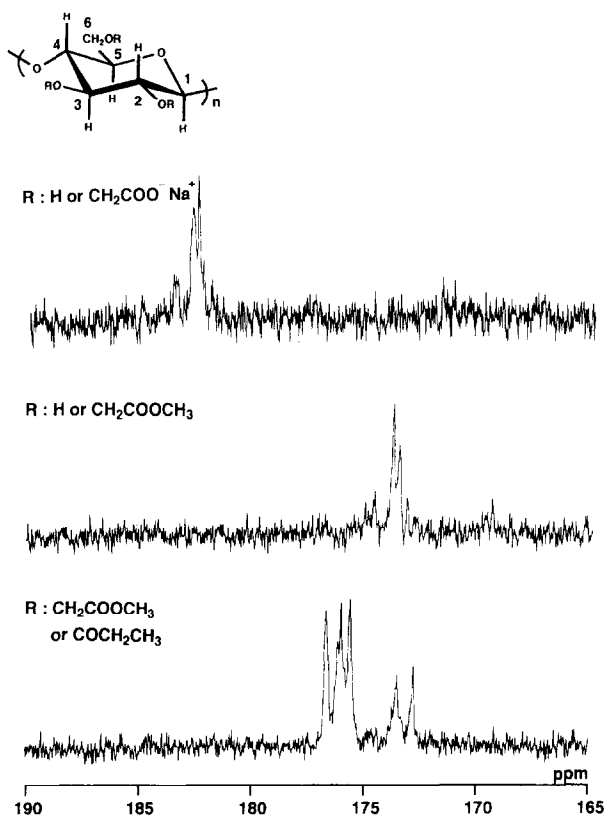 H
6
4
CH₂OR
5
H
O
1
O
RO
3
H
2
OR
H
H
n
R : H or CH₂COO⁻ Na⁺
R : H or CH₂COOCH₃
R : CH₂COOCH₃
or COCH₂CH₃
ppm
190 185 180 175 170 165